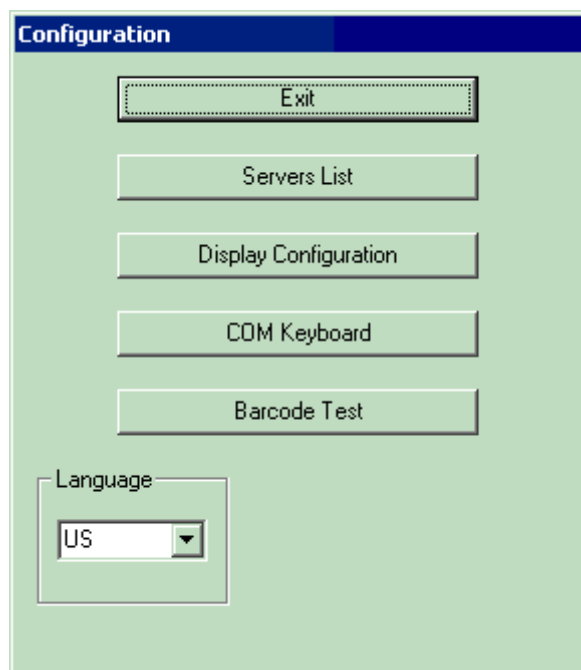 Configuration
Exit
Servers List
Display Configuration
COM Keyboard
Barcode Test
Language
US